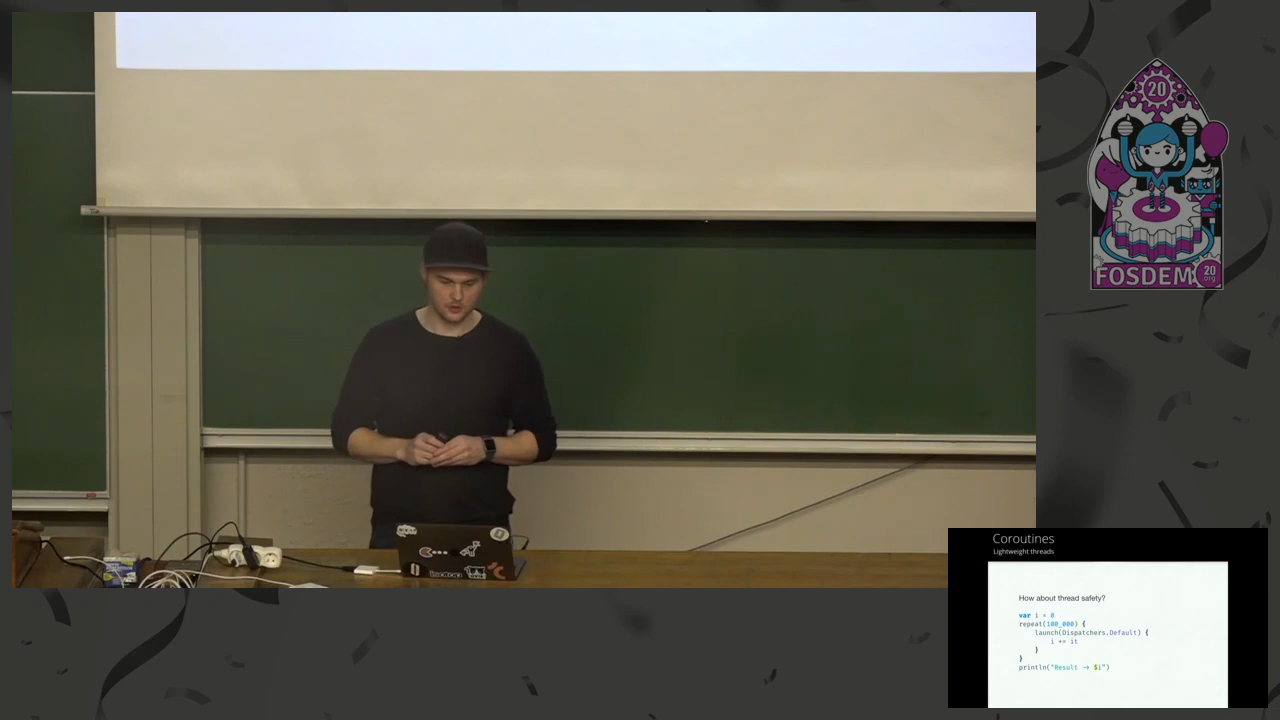 20
FOSDEM
20
org
Coroutines
Lightweight threads
How about thread safety?
var i = 0
repeat(100_000) {
launch(Dispatchers.Default) {
i += it
}
}
println("Result → $i")